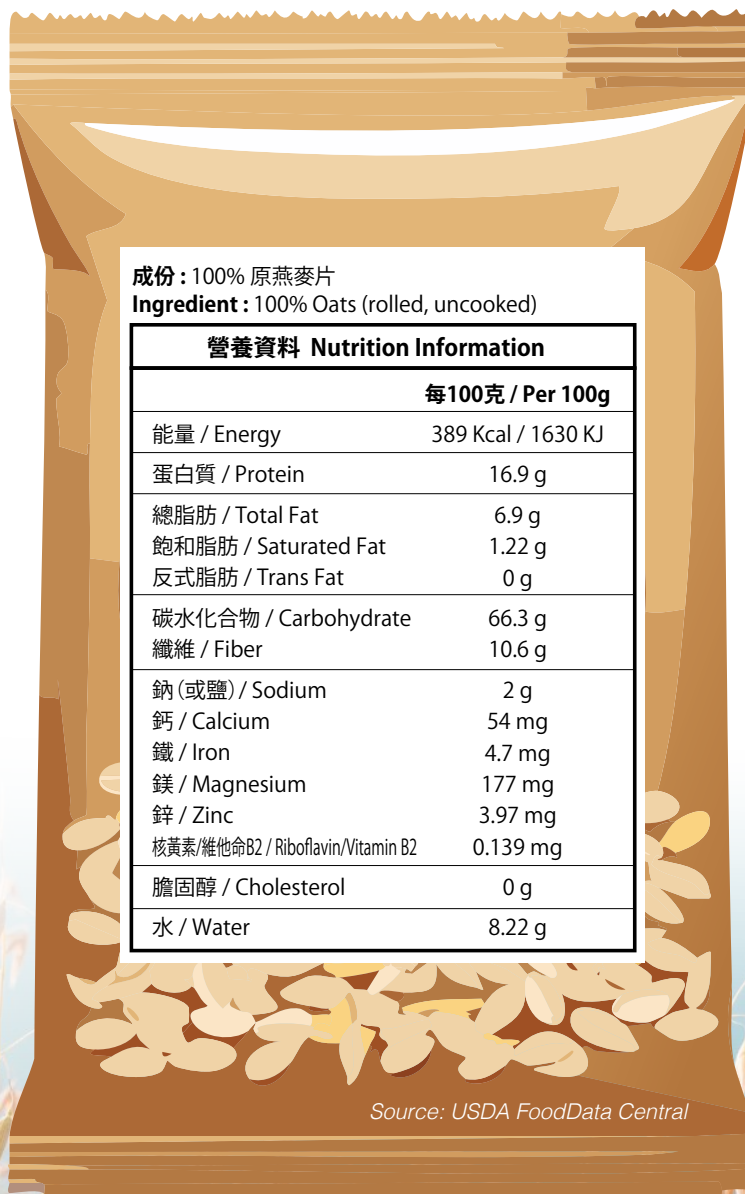 成份 : 100% 原燕麥片
Ingredient : 100% Oats (rolled, uncooked)
營養資料 Nutrition Information
每100克 / Per 100g
能量 / Energy 389 Kcal / 1630 KJ
蛋白質 / Protein 16.9 g
總脂肪 / Total Fat 6.9 g
飽和脂肪 / Saturated Fat 1.22 g
反式脂肪 / Trans Fat 0 g
碳水化合物 / Carbohydrate 66.3 g
纖維 / Fiber 10.6 g
鈉（或鹽）/ Sodium 2 g
鈣 / Calcium 54 mg
鐵 / Iron 4.7 mg
鎂 / Magnesium 177 mg
鋅 / Zinc 3.97 mg
核黃素/維他命B2 / Riboflavin/Vitamin B2 0.139 mg
膽固醇 / Cholesterol 0 g
水 / Water 8.22 g
Source: USDA FoodData Central